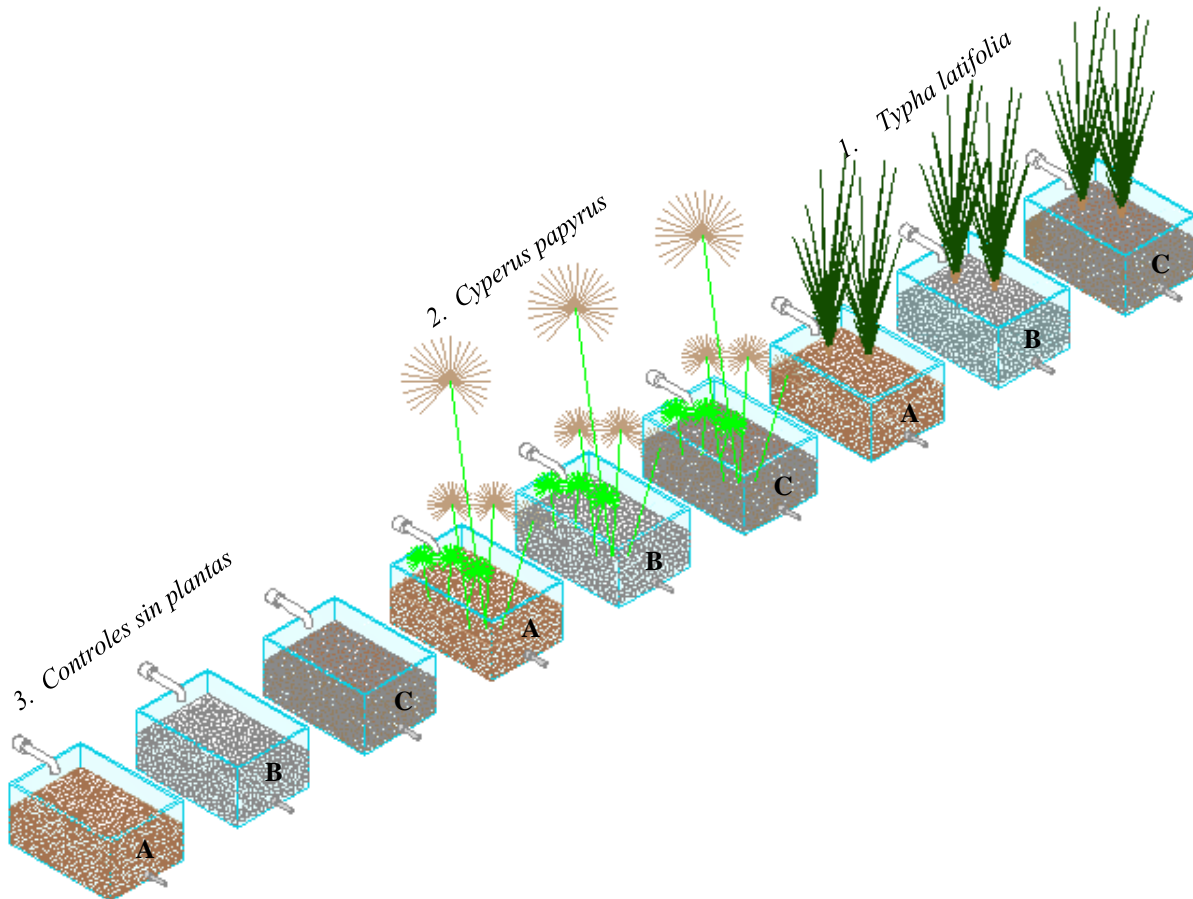 1. Typha latifolia
C
B
A
2. Cyperus papyrus
C
B
A
3. Controles sin plantas
C
B
A